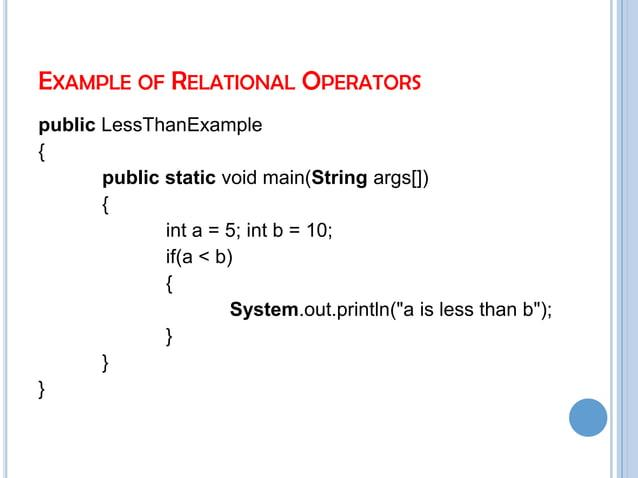 EXAMPLE OF RELATIONAL OPERATORS
public LessThanExample
{
public static void main(String args[])
{
int a = 5; int b = 10;
if(a < b)
{
System.out.println("a is less than b");
}
}
}